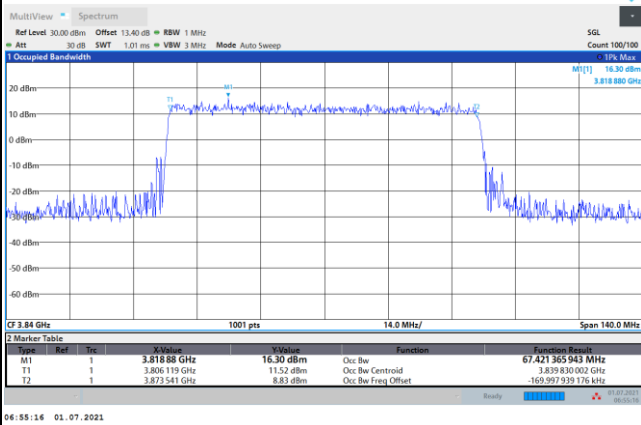 MultiView Spectrum
Ref Level 30.00 dBm Offset 13.40 dB RBW 1 MHz SGL
Att 30 dB SWT 1.01 ms VBW 3 MHz Mode Auto Sweep Count 100/100
1 Occupied Bandwidth 1Pk Max
M1[1] 16.30 dBm
3.818 880 GHz
20 dBm
M1
T1 T2
10 dBm
0 dBm
-10 dBm
-20 dBm
-30 dBm
-40 dBm
-50 dBm
-60 dBm
CF 3.84 GHz 1001 pts 14.0 MHz/ Span 140.0 MHz
2 Marker Table
Type Ref Trc X-Value Y-Value Function Function Result
M1 1 3.818 88 GHz 16.30 dBm Occ Bw 67.421 365 943 MHz
T1 1 3.806 119 GHz 11.52 dBm Occ Bw Centroid 3.839 830 002 GHz
T2 1 3.873 541 GHz 8.83 dBm Occ Bw Freq Offset -169.997 939 176 kHz
Ready 01.07.2021
06:55:16
06:55:16 01.07.2021